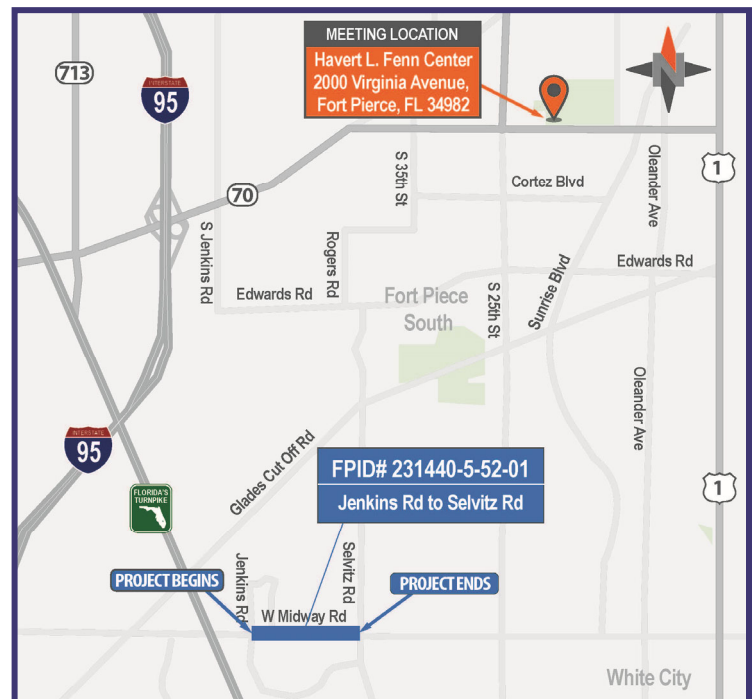 MEETING LOCATION
Havert L. Fenn Center
2000 Virginia Avenue,
Fort Pierce, FL 34982
N
713
INTERSTATE
95
1
70
S Jenkins Rd
Rogers Rd
S 35th St
Cortez Blvd
Oleander Ave
Edwards Rd
Edwards Rd
Fort Piece
South
S 25th St
Sunrise Blvd
Oleander Ave
INTERSTATE
95
Glades Cut Off Rd
FPID# 231440-5-52-01
Jenkins Rd to Selvitz Rd
1
FLORIDA'S
TURNPIKE
Jenkins Rd
Selvitz Rd
PROJECT BEGINS
PROJECT ENDS
W Midway Rd
White City